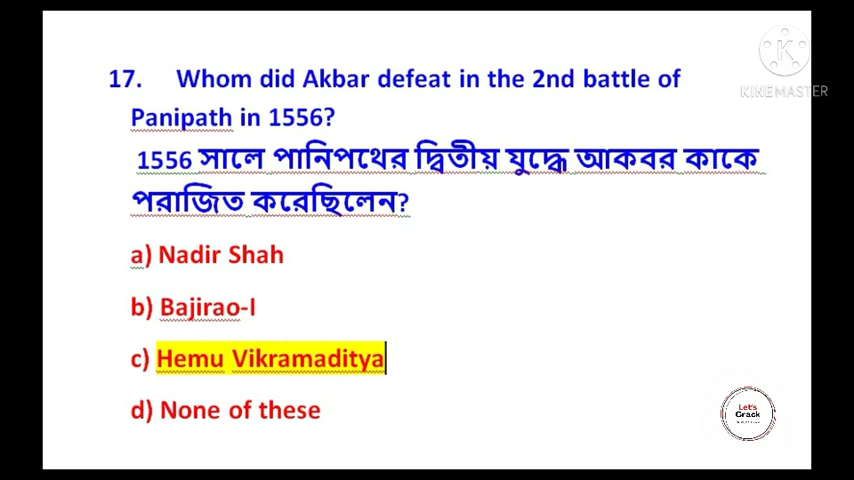 KINEMASTER
17. Whom did Akbar defeat in the 2nd battle of
Panipath in 1556?
1556 সালে পানিপথের দ্বিতীয় যুদ্ধে আকবর কাকে
পরাজিত করেছিলেন?
a) Nadir Shah
b) Bajirao-I
c) Hemu Vikramaditya
d) None of these
Let's
Crack